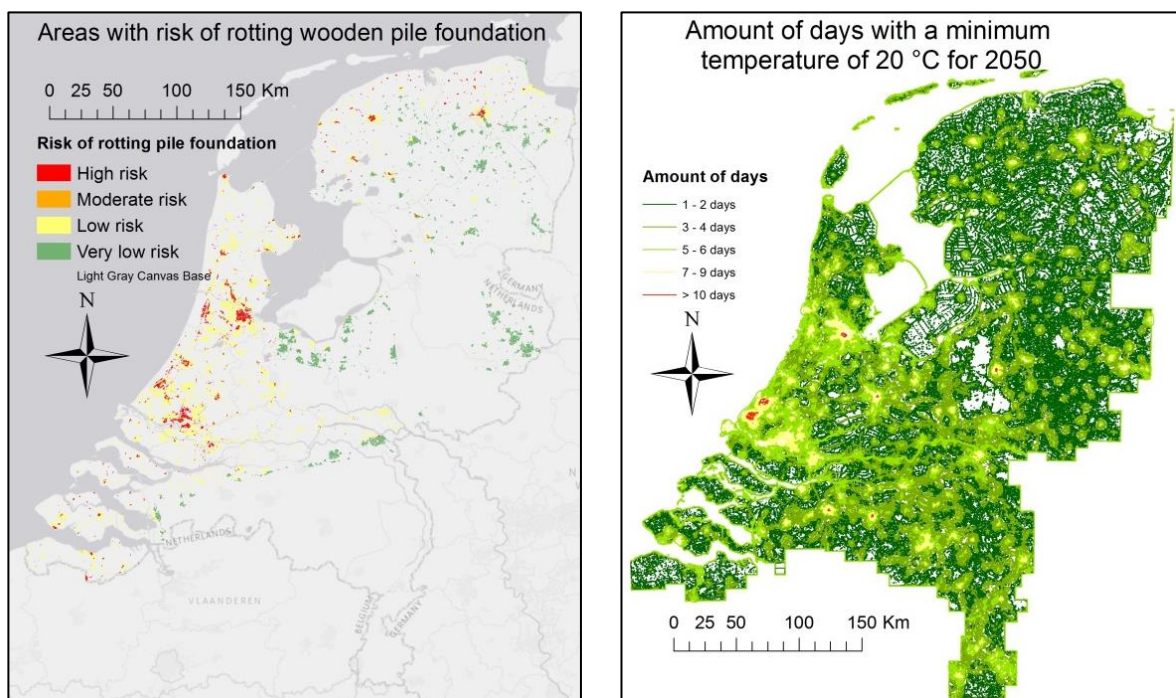 Areas with risk of rotting wooden pile foundation
0 50 100 150 Km
Risk of rotting pile foundation
High risk
Moderate risk
Low risk
Very low risk
Light Gray Canvas Base
N
GERMANY
NETHERLANDS
NETHERLANDS
VLAANDEREN
BELGIUM
GERMANY
N
Amount of days with a minimum
temperature of 20 °C for 2050
Amount of days
1 - 2 days
3 - 4 days
5 - 6 days
7 - 9 days
> 10 days
N
0 25 50 100 150 Km